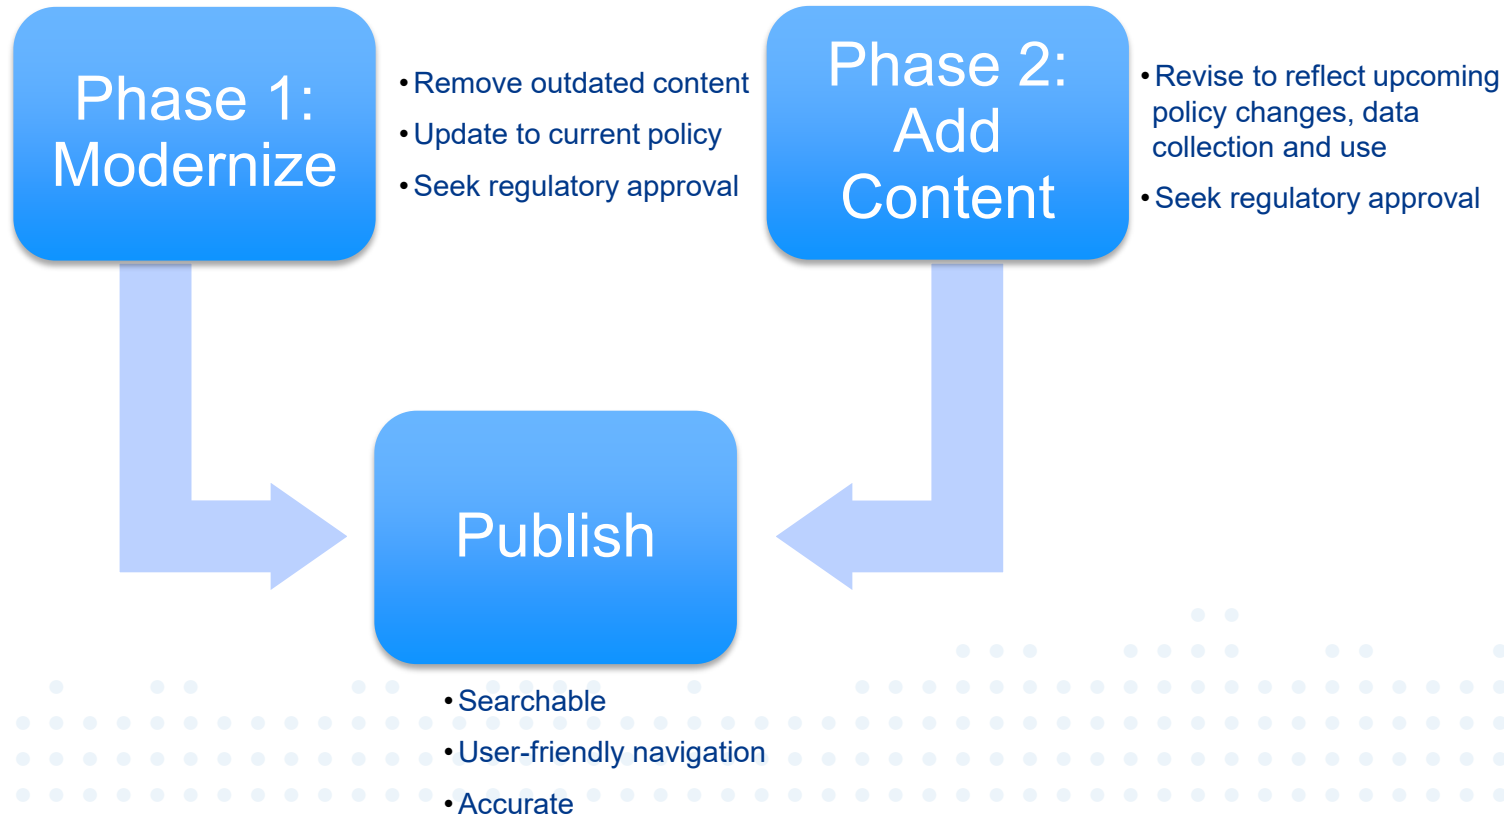 Phase 1:
Modernize
• Remove outdated content
• Update to current policy
• Seek regulatory approval
Phase 2:
Add
Content
• Revise to reflect upcoming
policy changes, data
collection and use
• Seek regulatory approval
Publish
• Searchable
• User-friendly navigation
• Accurate